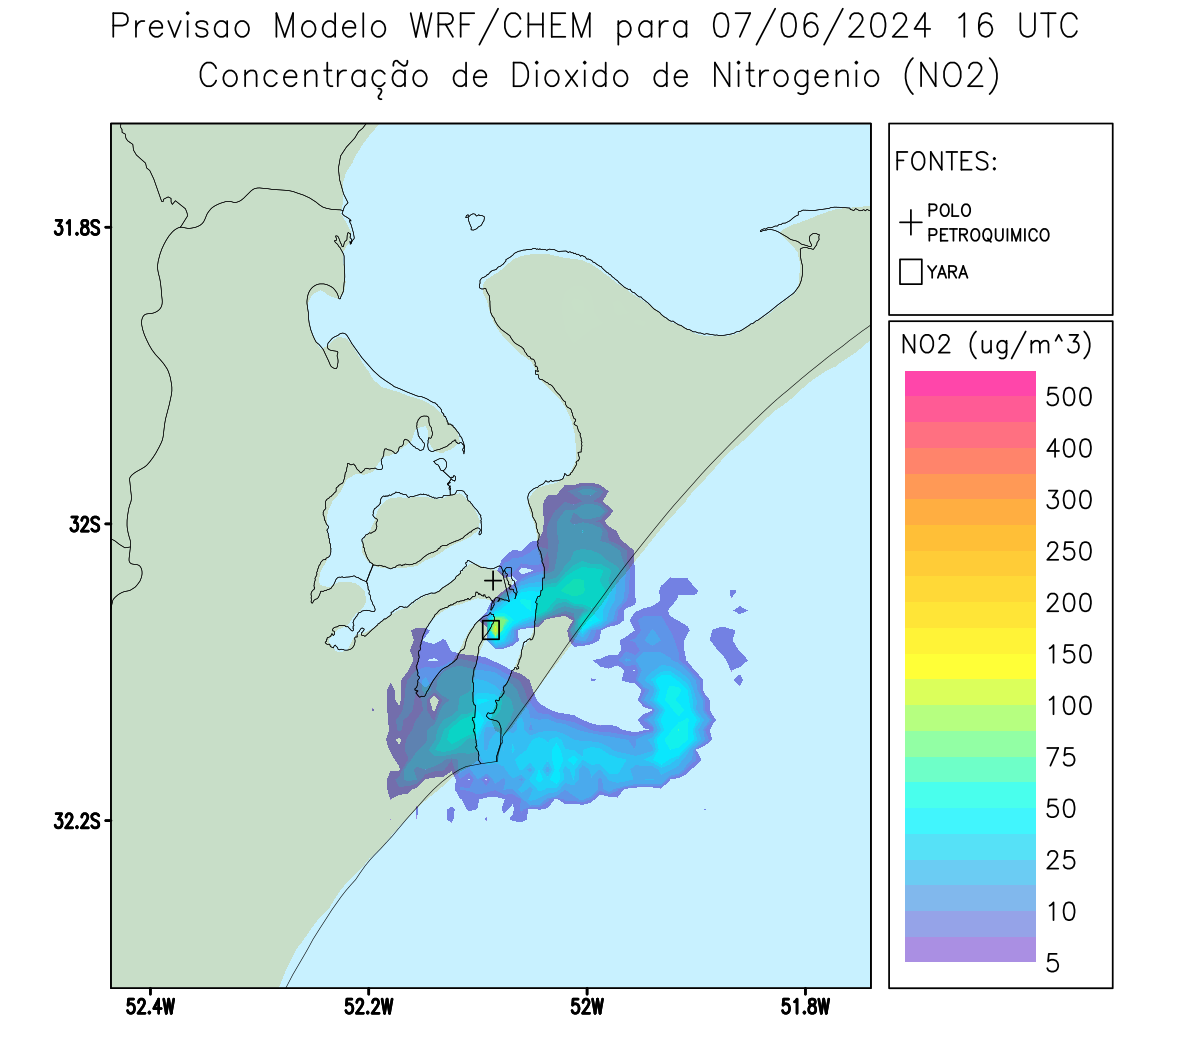 Previsao Modelo WRF/CHEM para 07/06/2024 16 UTC
Concentração de Dioxido de Nitrogenio (NO2)
FONTES:
POLO
PETROQUIMICO
YARA
31.8S
32S
32.2S
52.4W
52.2W
52W
51.8W
NO2 (ug/m^3)
500
400
300
250
200
150
100
75
50
25
10
5